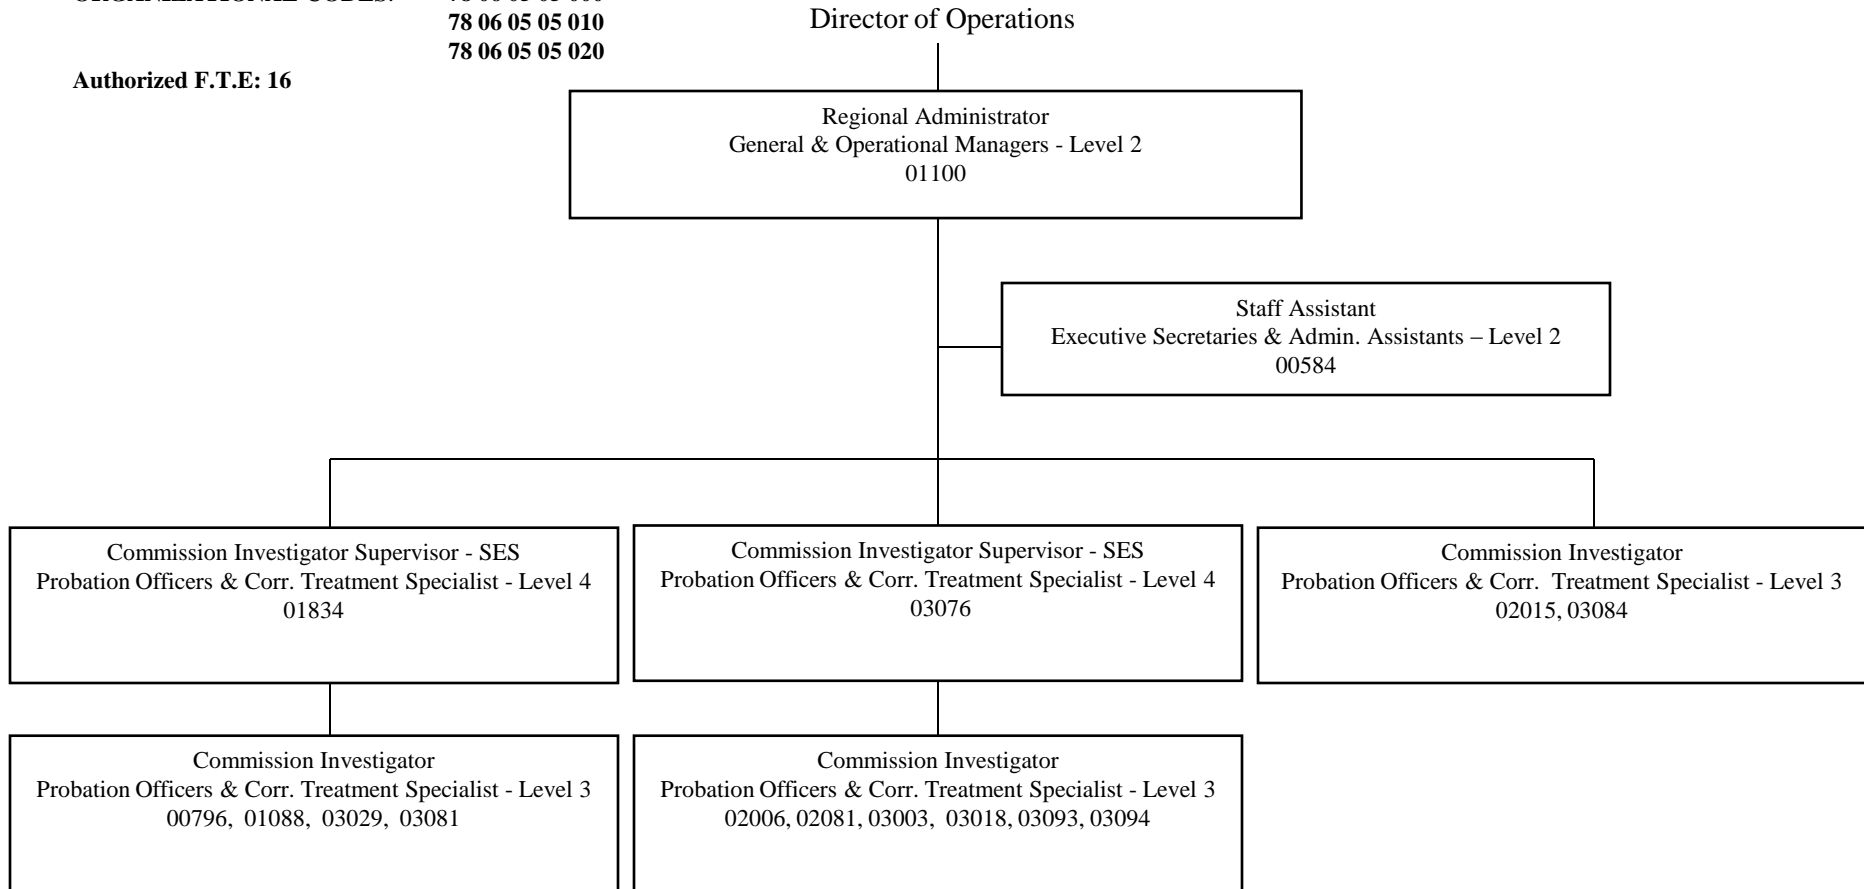 78 06 05 05 010
78 06 05 05 020
Authorized F.T.E: 16
Director of Operations
Regional Administrator
General & Operational Managers - Level 2
01100
Staff Assistant
Executive Secretaries & Admin. Assistants – Level 2
00584
Commission Investigator Supervisor - SES
Probation Officers & Corr. Treatment Specialist - Level 4
01834
Commission Investigator Supervisor - SES
Probation Officers & Corr. Treatment Specialist - Level 4
03076
Commission Investigator
Probation Officers & Corr. Treatment Specialist - Level 3
02015, 03084
Commission Investigator
Probation Officers & Corr. Treatment Specialist - Level 3
00796, 01088, 03029, 03081
Commission Investigator
Probation Officers & Corr. Treatment Specialist - Level 3
02006, 02081, 03003, 03018, 03093, 03094